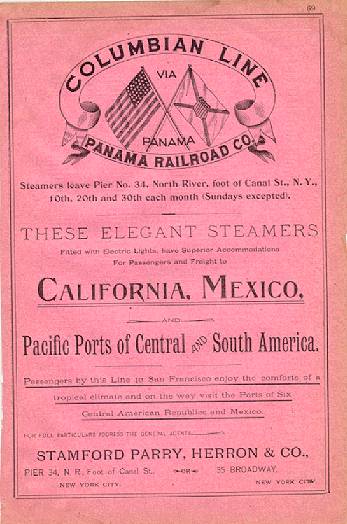 69
COLUMBIAN LINE
VIA
PANAMA
PANAMA RAILROAD CO.
Steamers leave Pier No. 34, North River, foot of Canal St., N. Y.,
10th, 20th and 30th each month (Sundays excepted).
THESE ELEGANT STEAMERS
Fitted with Electric Lights, have Superior Accommodations
For Passengers and Freight to
CALIFORNIA, MEXICO,
AND
Pacific Ports of Central AND South America.
Passengers by this Line to San Francisco enjoy the comforts of a
tropical climate and on the way visit the Ports of Six
Central American Republics and Mexico.
FOR FULL PARTICULARS ADDRESS THE GENERAL AGENTS,
STAMFORD PARRY, HERRON & CO.,
PIER 34, N. R., Foot of Canal St., OR 35 BROADWAY,
NEW YORK CITY. NEW YORK CITY